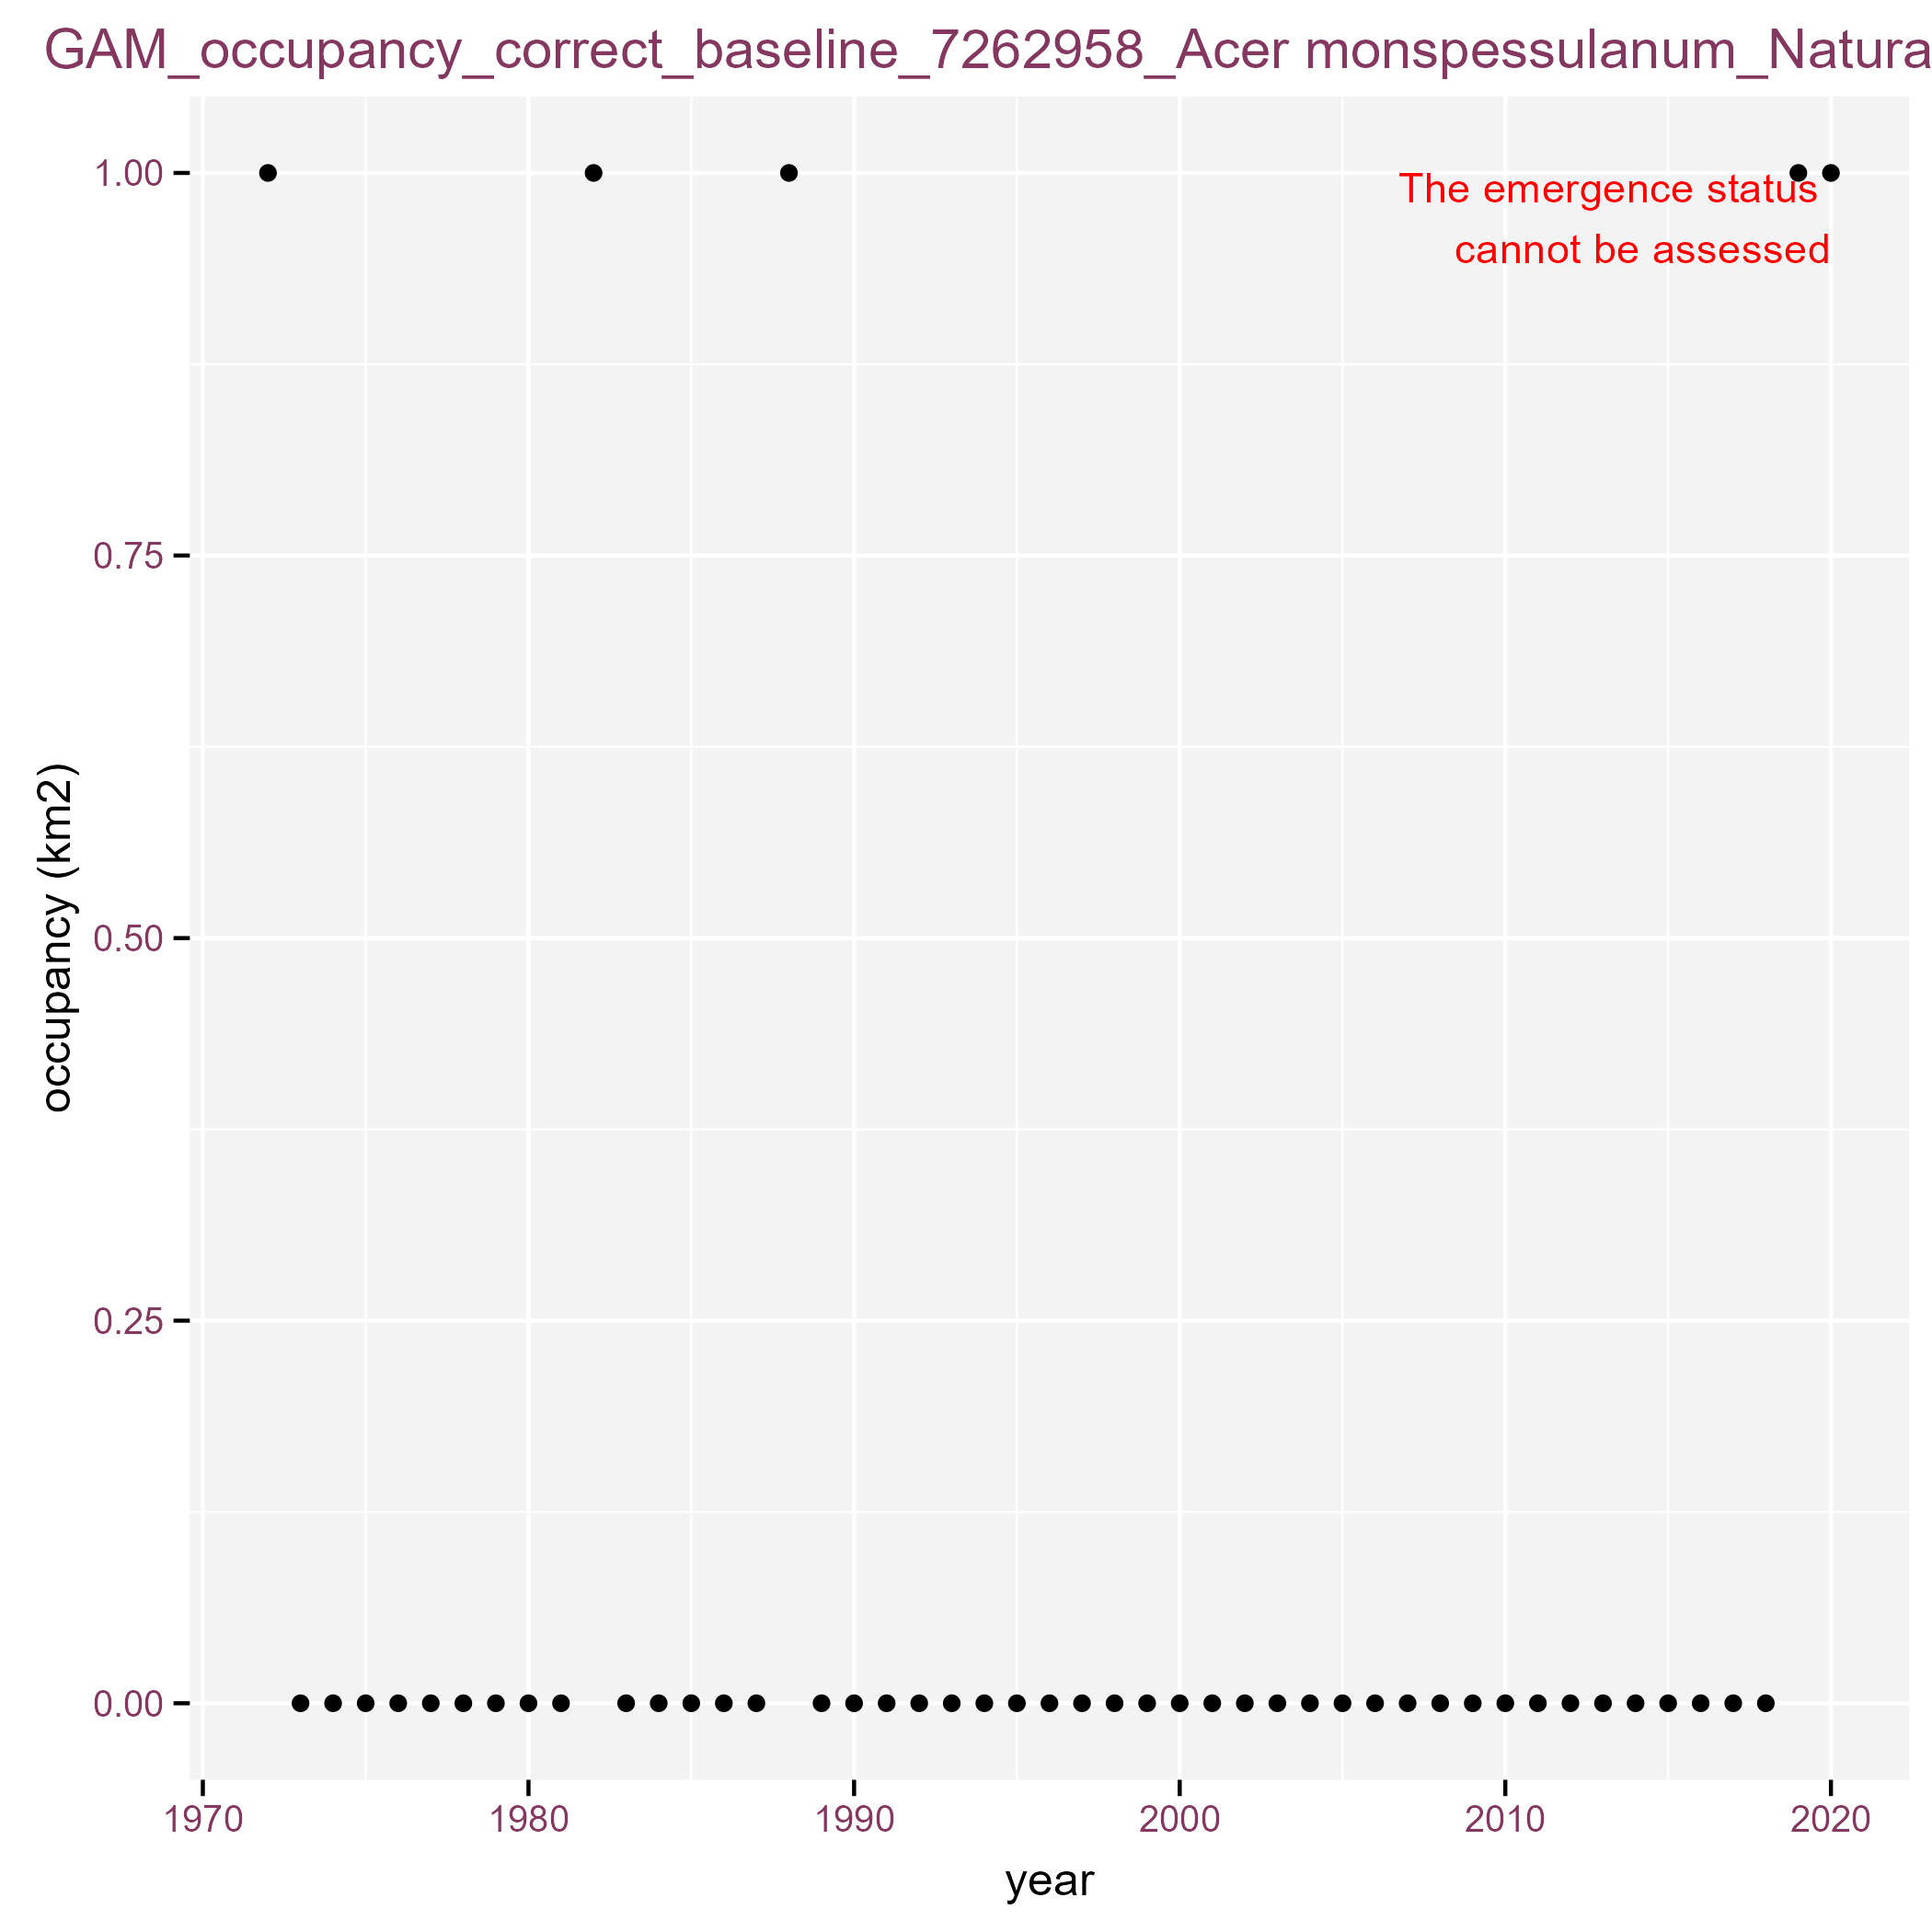 GAM_occupancy_correct_baseline_7262958_Acer monspessulanum_Natura
1.00
The emergence status
cannot be assessed
0.75
occupancy (km2)
0.50
0.25
0.00
1970 1980 1990 2000 2010 2020
year